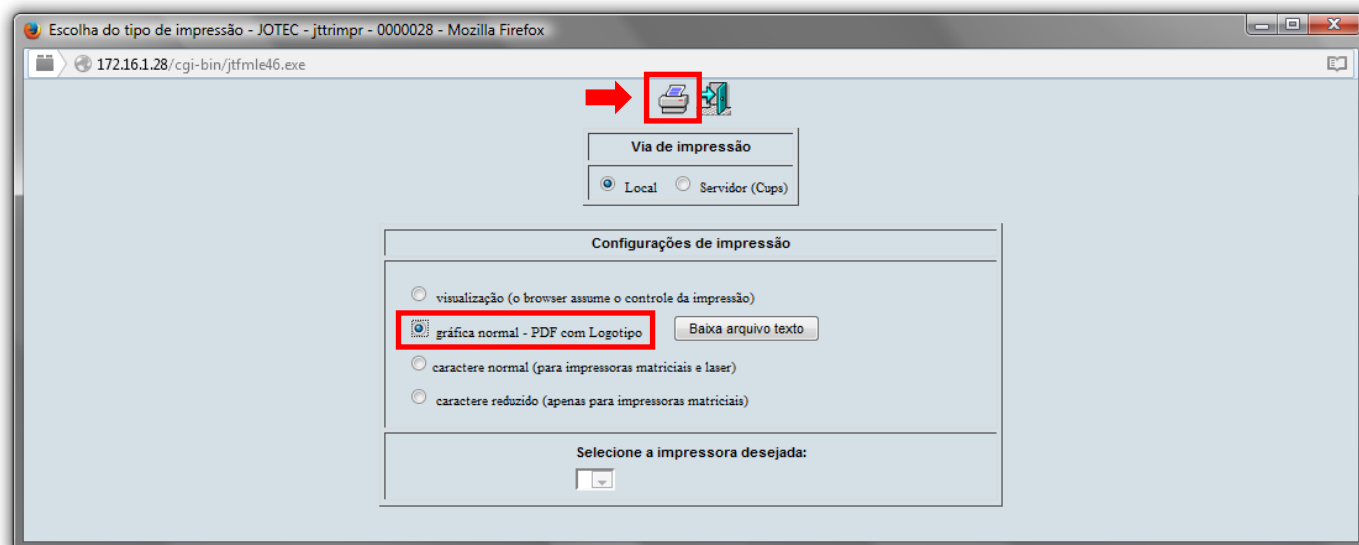 Escolha do tipo de impressão - JOTEC - jttrimpr - 0000028 - Mozilla Firefox
172.16.1.28/cgi-bin/jtfmle46.exe
Via de impressão
Local Servidor (Cups)
Configurações de impressão
visualização (o browser assume o controle da impressão)
gráfica normal - PDF com Logotipo Baixa arquivo texto
caractere normal (para impressoras matriciais e laser)
caractere reduzido (apenas para impressoras matriciais)
Selecione a impressora desejada: